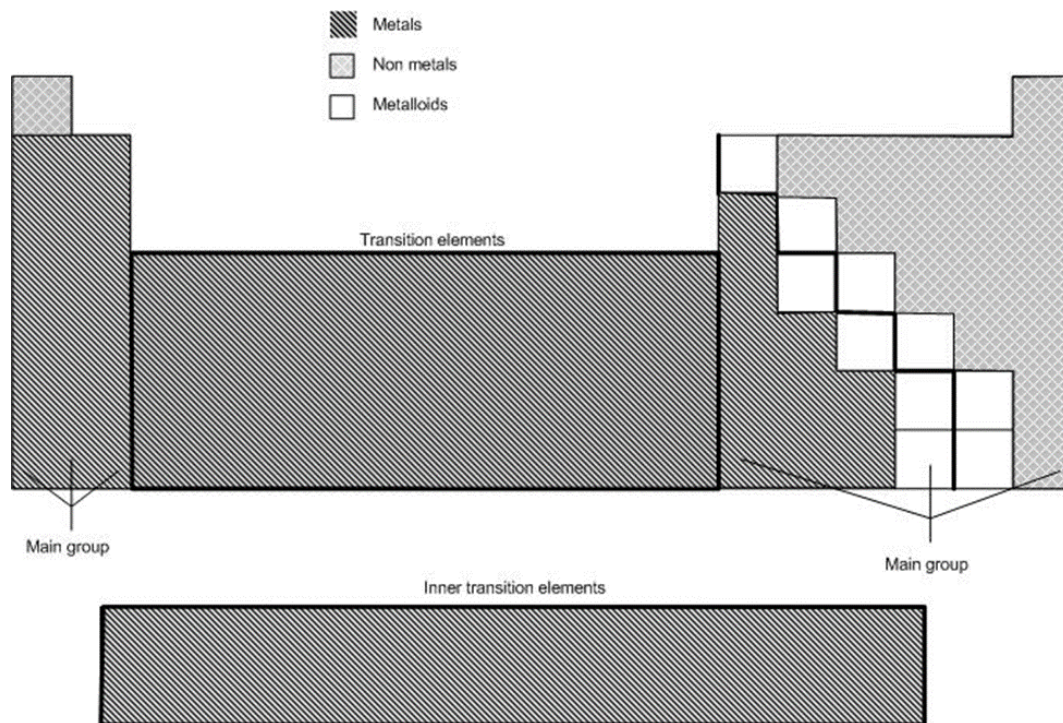 Metals
Non metals
Metalloids
Transition elements
Main group
Main group
Inner transition elements